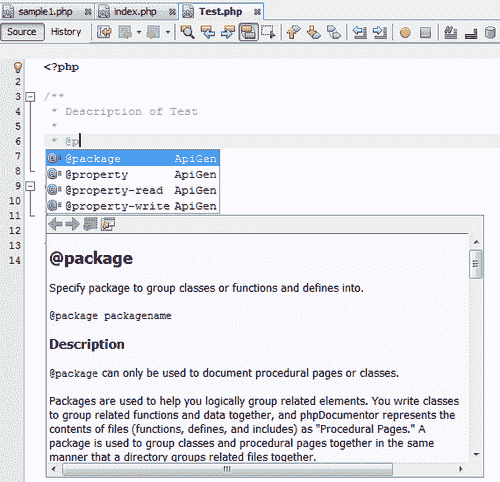 sample1.php index.php Test.php
Source History
<?php
2
3 /**
4 * Description of Test
5 *
6 * @p
7 @package ApiGen
8 @property ApiGen
9 @property-read ApiGen
10 @property-write ApiGen
11
12
13
14
@package
Specify package to group classes or functions and defines into.
@package packagename
Description
@package can only be used to document procedural pages or classes.
Packages are used to help you logically group related elements. You write classes
to group related functions and data together, and phpDocumentor represents the
contents of files (functions, defines, and includes) as "Procedural Pages." A
package is used to group classes and procedural pages together in the same
manner that a directory groups related files together.